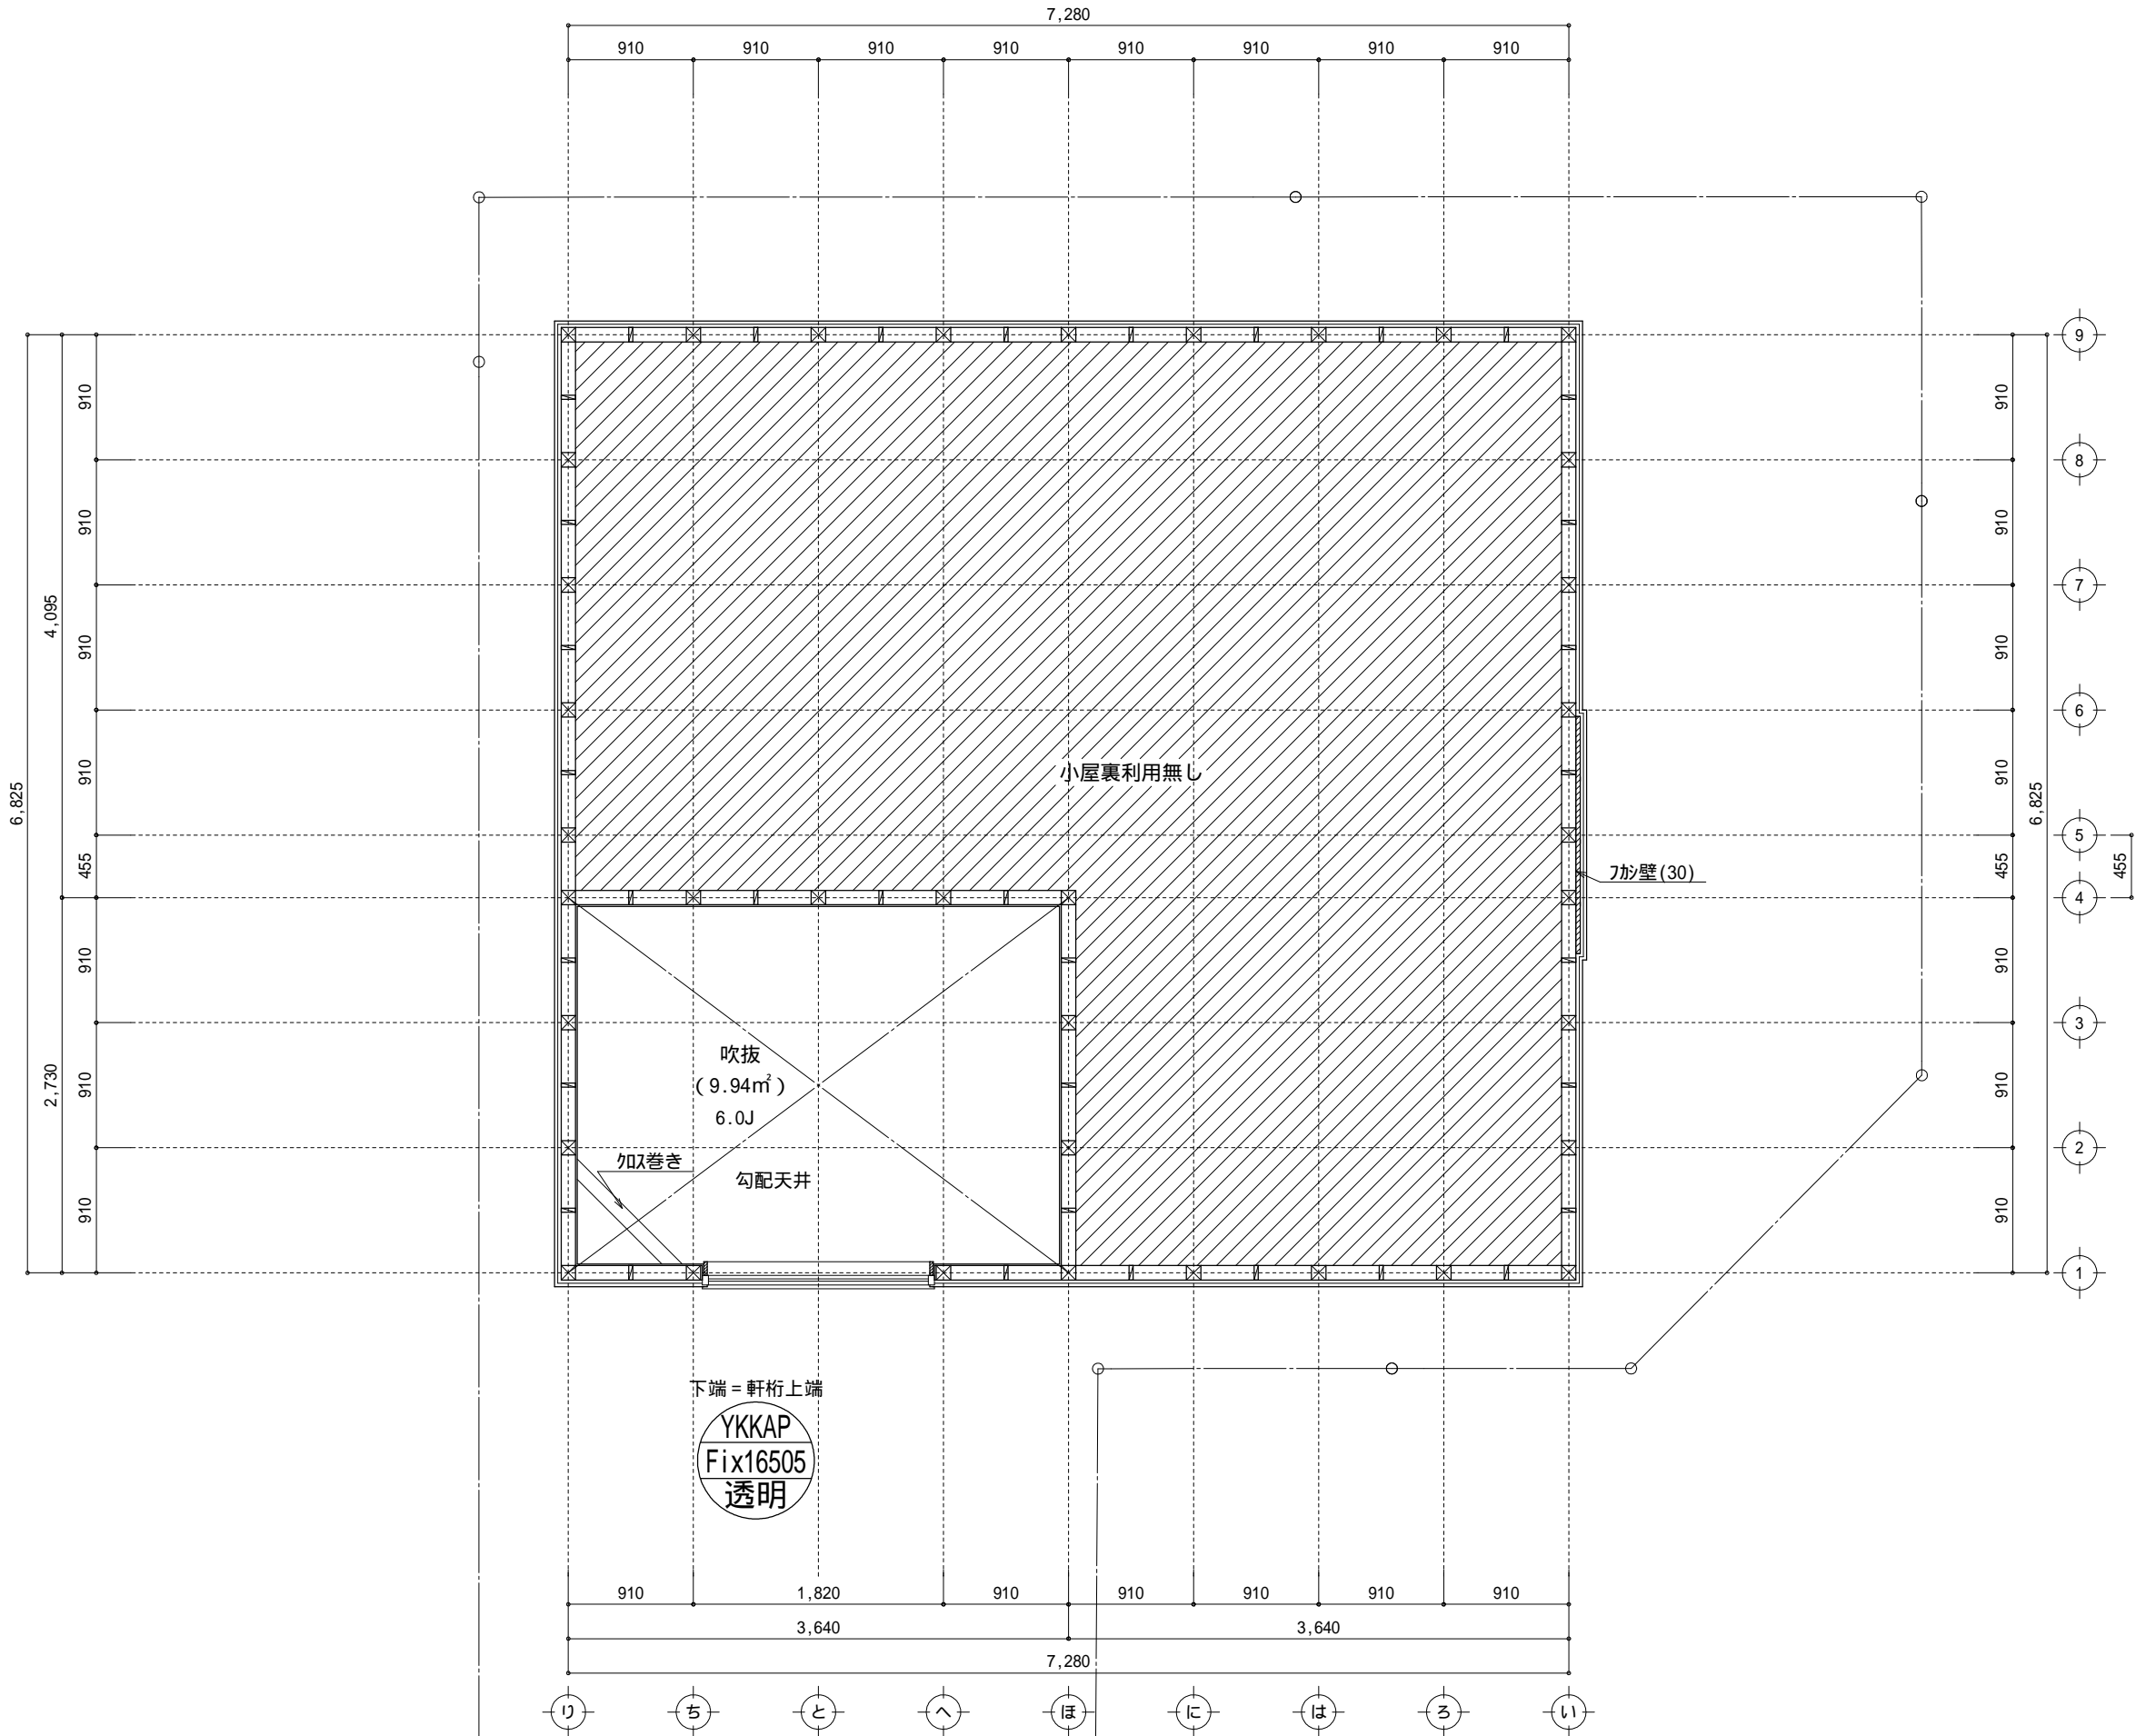 7,280
910 910 910 910 910 910 910 910
9
910 910
8
910 910
7
4,095
910 910
6
小屋裏利用無し
910 910
6,825 6,825
5
455 455 455
ﾌｶｼ壁(30)
4
910 910
3
吹抜
(9.94㎡)
6.0J
2,730
910 910
2
ｸﾛｽ巻き
勾配天井
910 910
1
下端=軒桁上端
YKKAP
Fix16505
透明
910 1,820 910 910 910 910 910
3,640 3,640
7,280
り ち と へ ほ に は ろ い